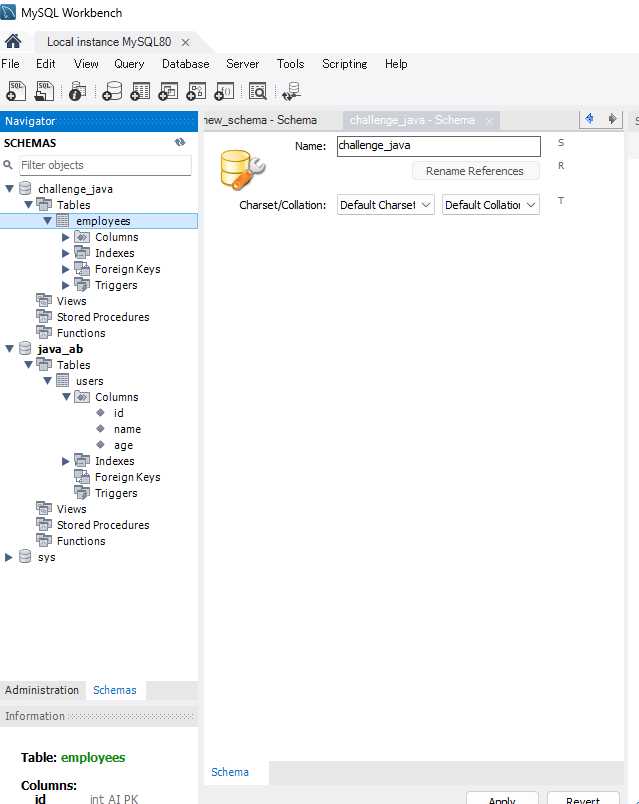 MySQL Workbench
Local instance MySQL80 ×
File Edit View Query Database Server Tools Scripting Help
Navigator
SCHEMAS
Filter objects
challenge_java
Tables
employees
Columns
Indexes
Foreign Keys
Triggers
Views
Stored Procedures
Functions
java_ab
Tables
users
Columns
id
name
age
Indexes
Foreign Keys
Triggers
Views
Stored Procedures
Functions
sys
Administration Schemas
Information
Table: employees
Columns:
id int AI PK
new_schema - Schema challenge_java - Schema ×
Name: challenge_java S
Rename References R
Charset/Collation: Default Charset Default Collation T
Schema
Apply Revert